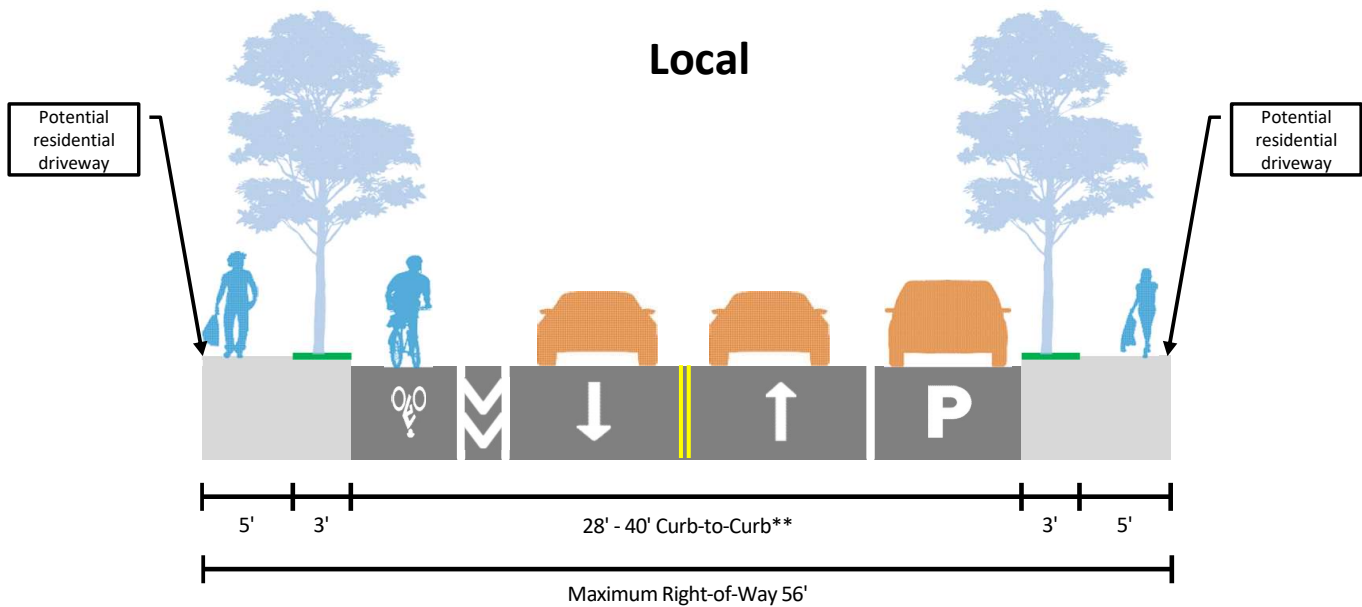 Local
Potential
residential
driveway
Potential
residential
driveway
P
5'
3'
28' - 40' Curb-to-Curb**
3'
5'
Maximum Right-of-Way 56'